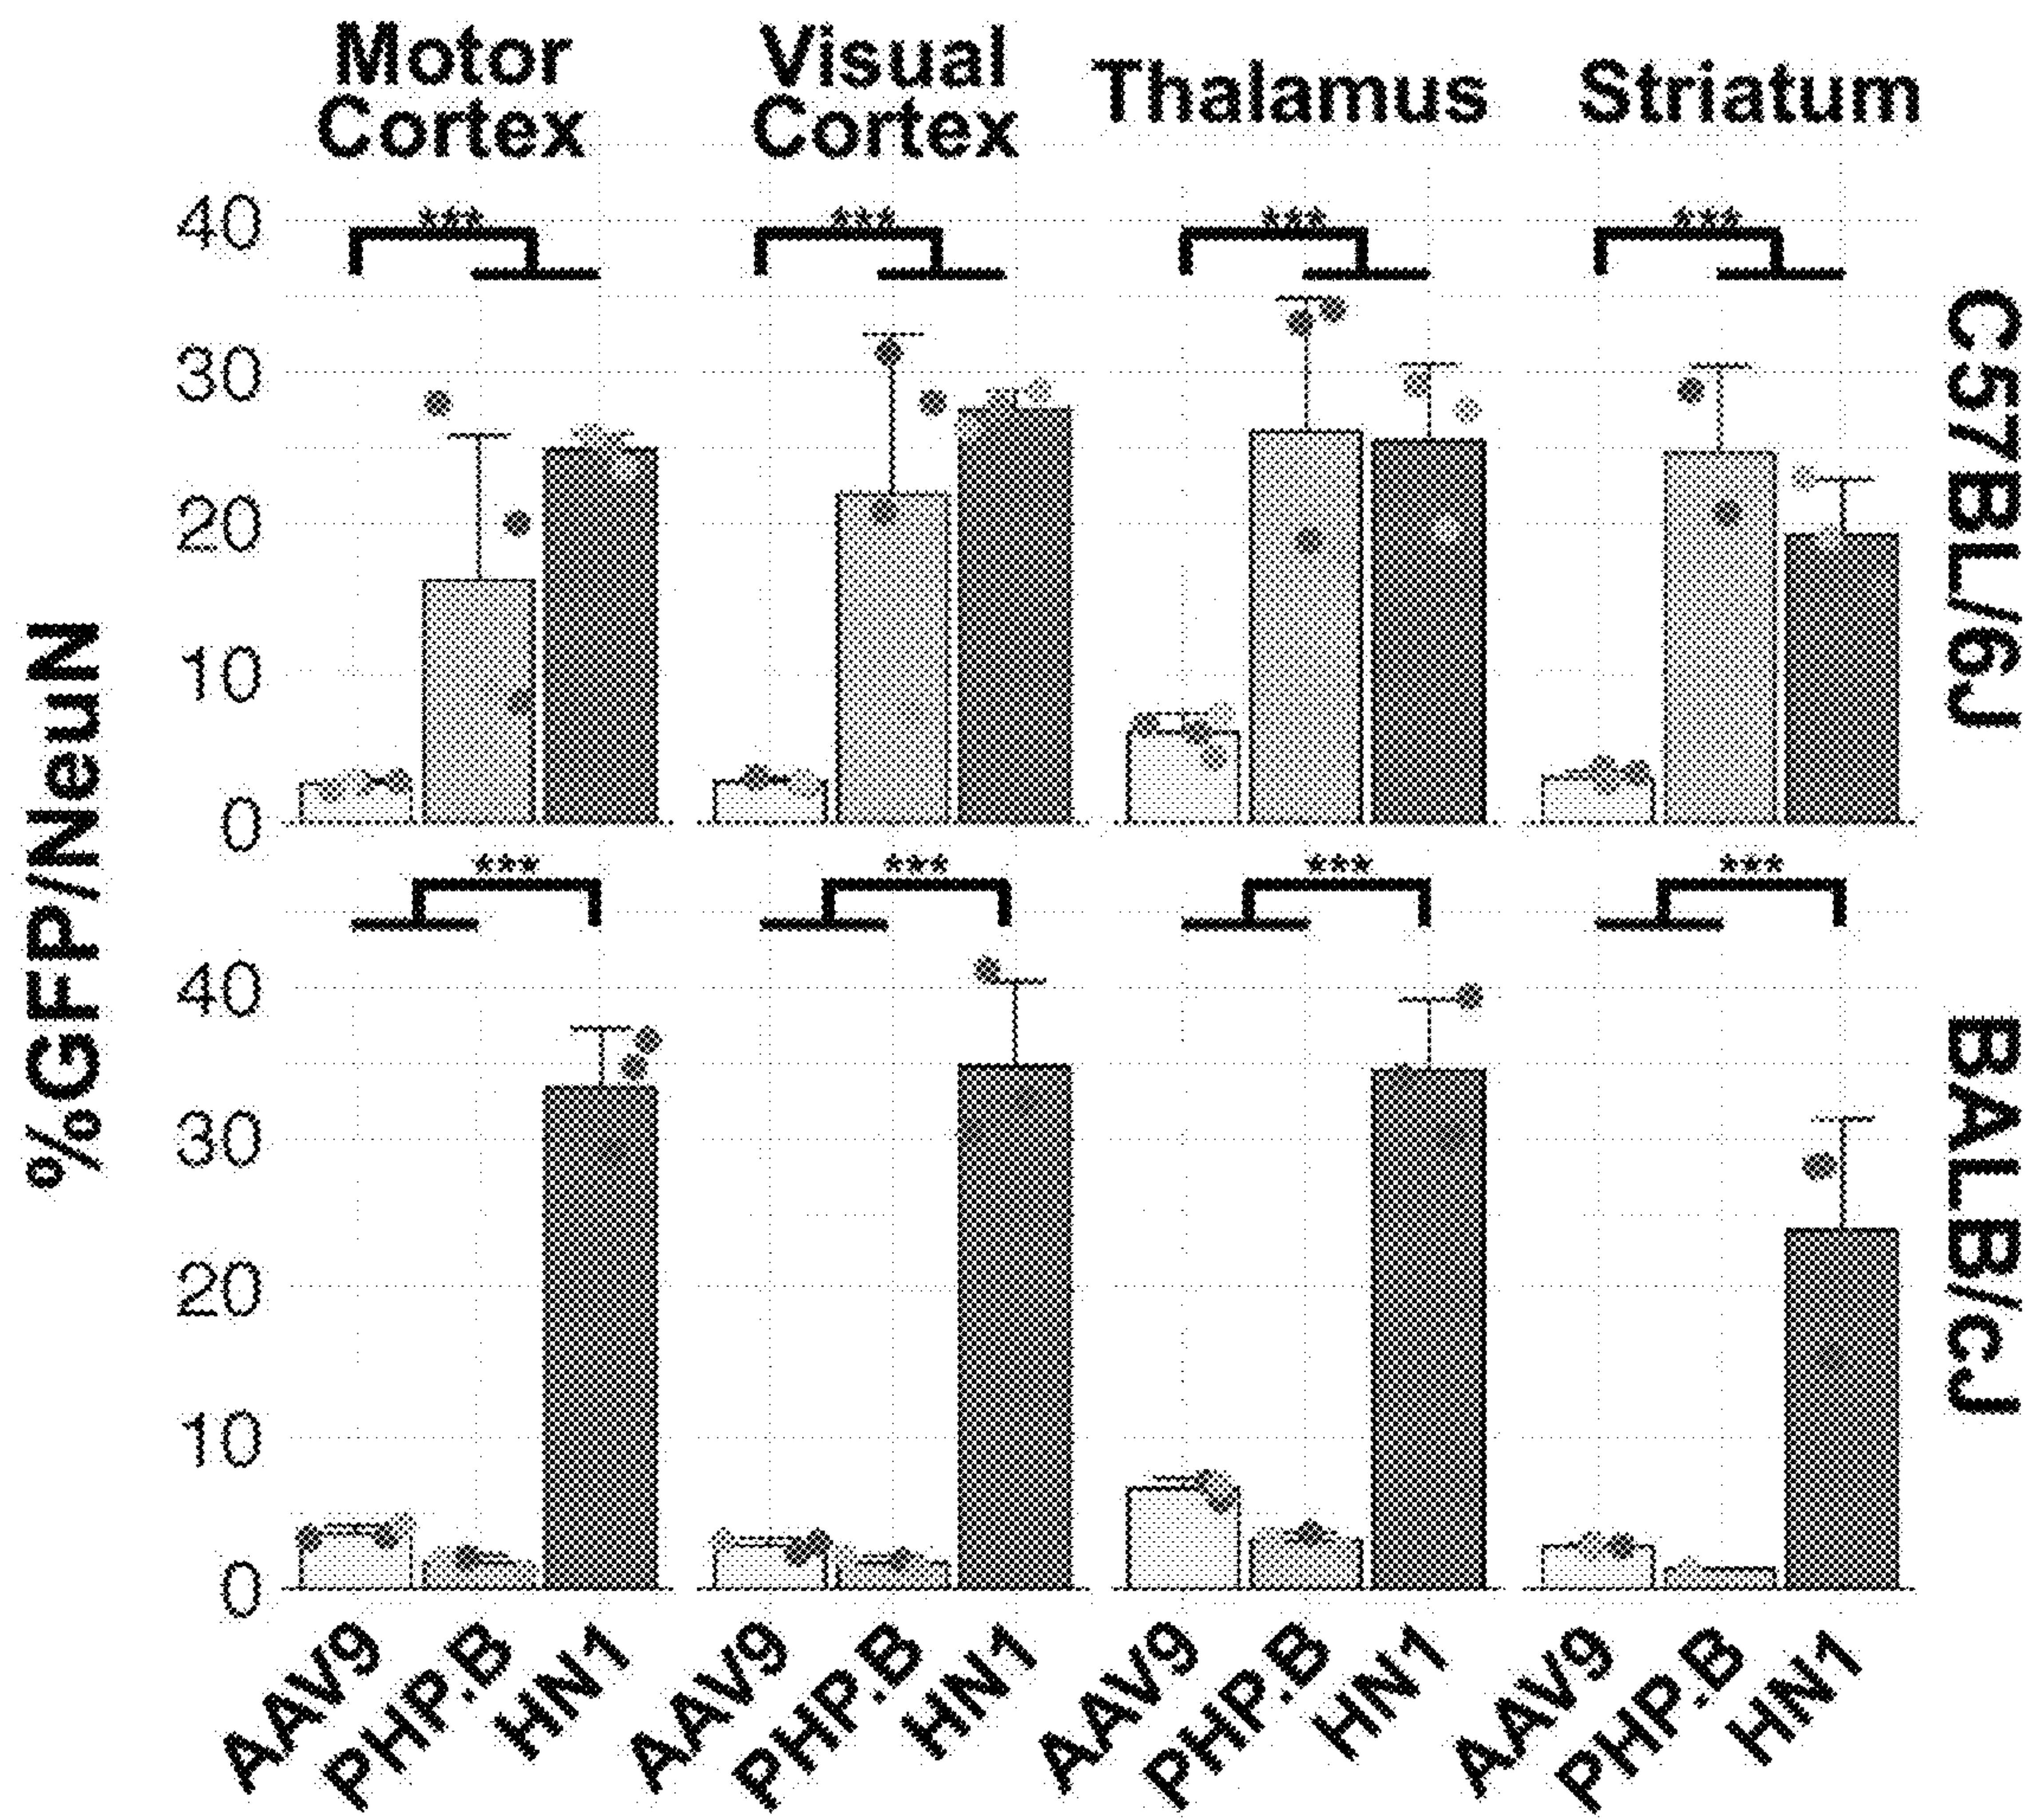 Motor
Cortex
Visual
Cortex
Thalamus
Striatum
%GFP/NeuN
40
30
20
10
0
***
***
***
***
C57BL/6J
40
30
20
10
0
***
***
***
***
BALB/cJ
AAV9
PHP.B
HN1
AAV9
PHP.B
HN1
AAV9
PHP.B
HN1
AAV9
PHP.B
HN1